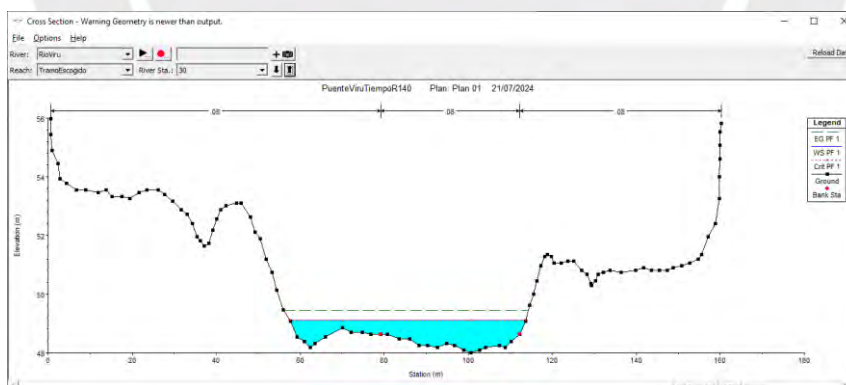 Cross Section - Warning Geometry is newer than output.
File Options Help
River: RioViru
Reload Dat
Reach: TramoEscogido River Sta.: 30
PuenteViruTiempoR140 Plan: Plan 01 21/07/2024
.08 .08 .08
Legend
EG PF 1
WS PF 1
Crit PF 1
Ground
Bank Sta
Elevation (m)
56
54
52
50
48
0 20 40 60 80 100 120 140 160 180
Station (m)